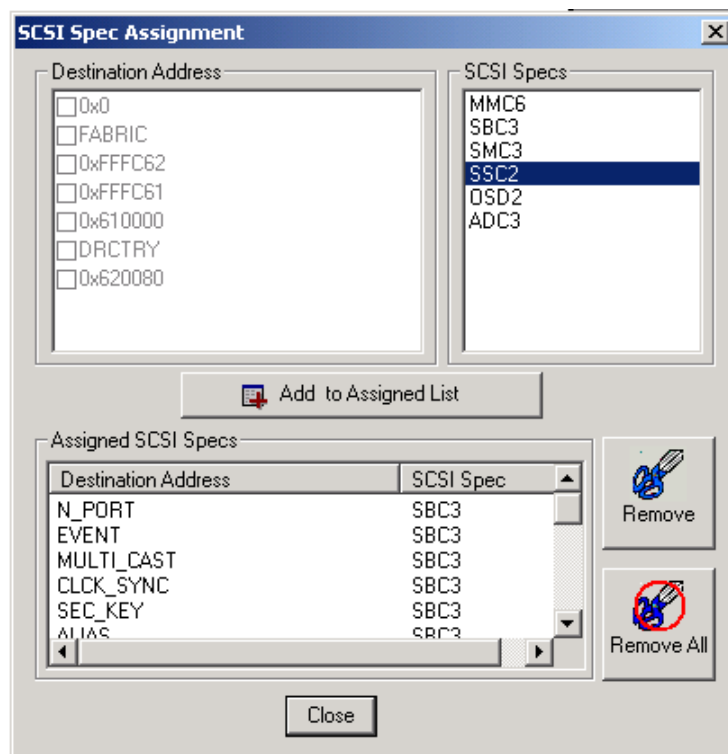 SCSI Spec Assignment
Destination Address
0x0
FABRIC
0xFFFC62
0xFFFC61
0x610000
DRCTRY
0x620080
SCSI Specs
MMC6
SBC3
SMC3
SSC2
OSD2
ADC3
Add to Assigned List
Assigned SCSI Specs
Destination Address SCSI Spec
N_PORT SBC3
EVENT SBC3
MULTI_CAST SBC3
CLCK_SYNC SBC3
SEC_KEY SBC3
ALIAS SBC3
Remove
Remove All
Close